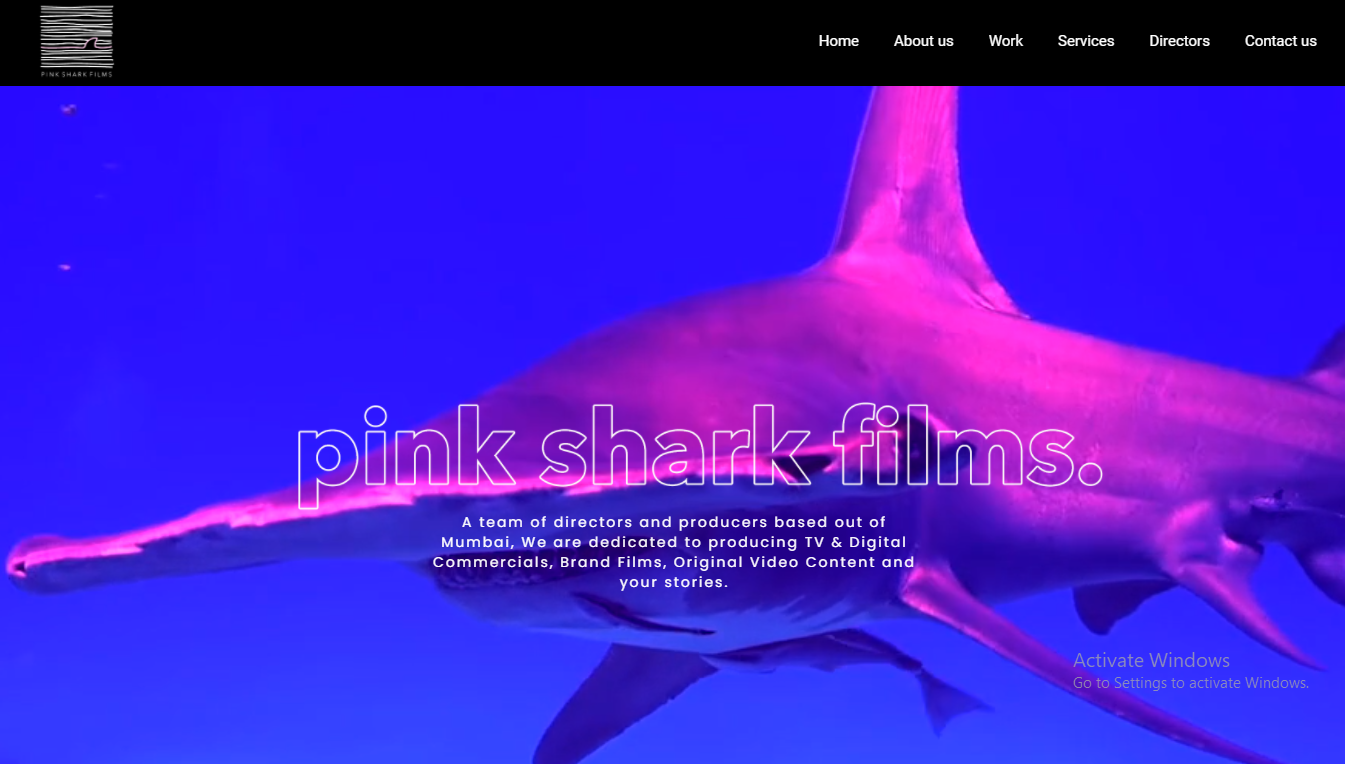 PINK SHARK FILMS
Home About us Work Services Directors Contact us
pink shark films.
A team of directors and producers based out of
Mumbai, We are dedicated to producing TV & Digital
Commercials, Brand Films, Original Video Content and
your stories.
Activate Windows
Go to Settings to activate Windows.